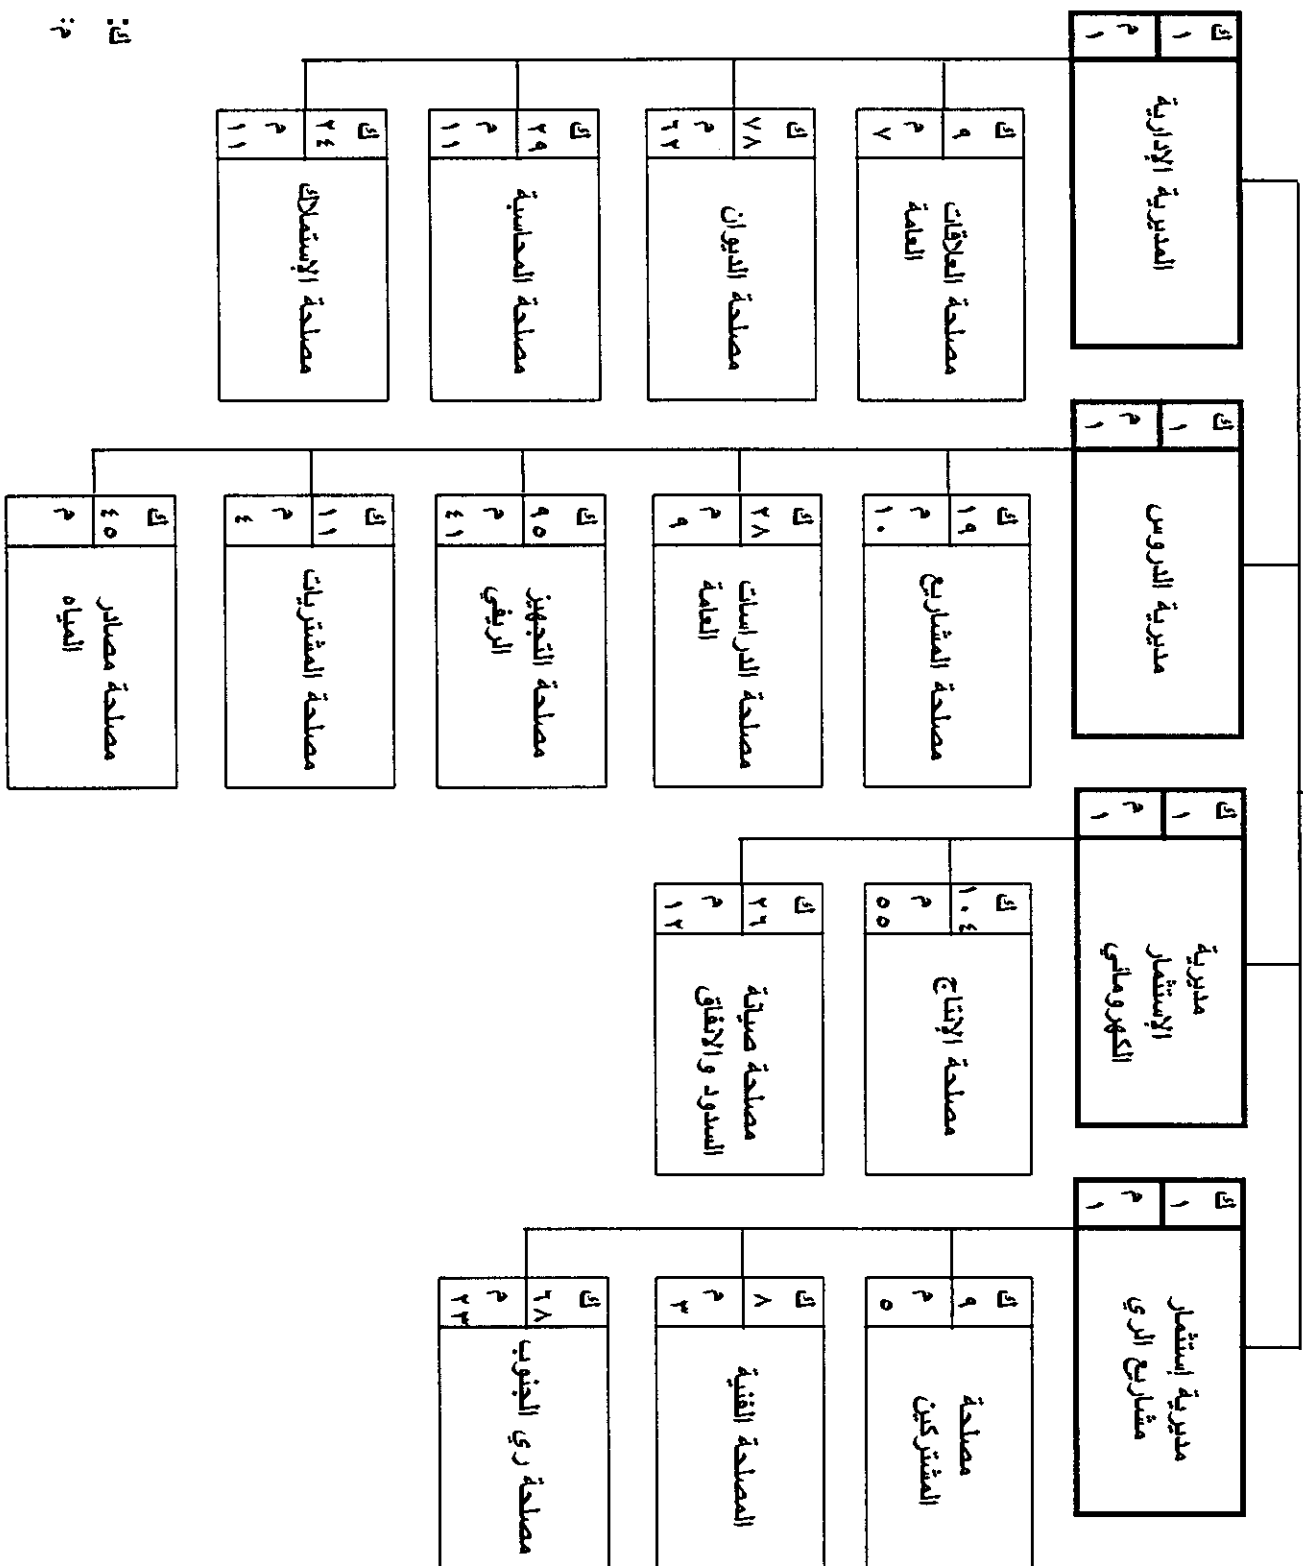 ك ١ م ١
المديرية الإدارية
ك ٩ م ٧
مصلحة العلاقات
العامة
ك ٧٨ م ٦٢
مصلحة الديوان
ك ٢٩ م ١١
مصلحة المحاسبة
ك ٢٤ م ١١
مصلحة الإستملاك
ك ١ م ١
مديرية الدروس
ك ١٩ م ١٠
مصلحة المشاريع
ك ٢٨ م ٩
مصلحة الدراسات
العامة
ك ٩٥ م ٤١
مصلحة التجهيز
الريفي
ك ١١ م ٤
مصلحة المشتريات
ك ٤٥ م
مصلحة مصادر
المياه
ك ١ م ١
مديرية
الإستثمار
الكهرومائي
ك ١٠٤ م ٥٥
مصلحة الإنتاج
ك ٢٦ م ١٢
مصلحة صيانة
السدود والانفاق
ك ١ م ١
مديرية إستثمار
مشاريع الري
ك ٩ م ٥
مصلحة
المشتركين
ك ٨ م ٣
المصلحة الفنية
ك ٦٨ م ٢٣
مصلحة ري الجنوب
ك:
م: